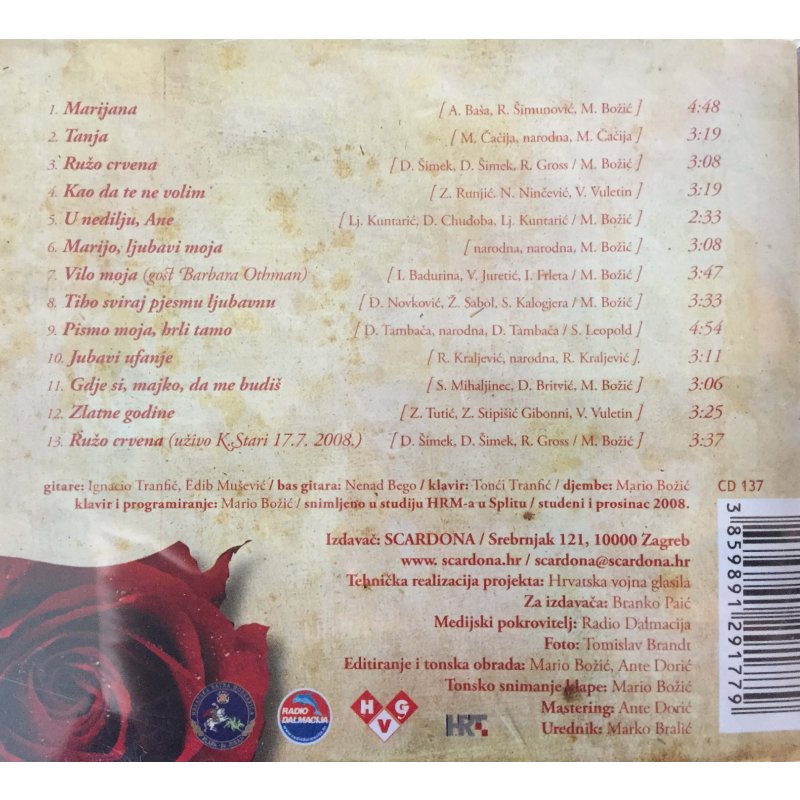 1. Marijana [ A. Baša, R. Šimunović, M. Božić ] 4:48
2. Tanja [ M. Čačija, narodna, M. Čačija ] 3:19
3. Ružo crvena [ D. Šimek, D. Šimek, R. Gross / M. Božić ] 3:08
4. Kao da te ne volim [ Z. Runjić, N. Ninčević, V. Vuletin ] 3:19
5. U nedilju, Ane [ Lj. Kuntarić, D. Chudoba, Lj. Kuntarić / M. Božić ] 2:33
6. Marijo, ljubavi moja [ narodna, narodna, M. Božić ] 3:08
7. Vilo moja (gost Barbara Othman) [ I. Badurina, V. Juretić, I. Frleta / M. Božić ] 3:47
8. Tiho sviraj pjesmu ljubavnu [ Đ. Novković, Ž. Sabol, S. Kalogjera / M. Božić ] 3:33
9. Pismo moja, hrli tamo [ D. Tambača, narodna, D. Tambača / S. Leopold ] 4:54
10. Jubavi ufanje [ R. Kraljević, narodna, R. Kraljević ] 3:11
11. Gdje si, majko, da me budiš [ S. Mihaljinec, D. Britvić, M. Božić ] 3:06
12. Zlatne godine [ Z. Tutić, Z. Stipišić Gibonni, V. Vuletin ] 3:25
13. Ružo crvena (uživo K.Stari 17.7. 2008.) [ D. Šimek, D. Šimek, R. Gross / M. Božić ] 3:37
gitare: Ignacio Tranfić, Edib Mušević / bas gitara: Nenad Bego / klavir: Tonći Tranfić / djembe: Mario Božić
klavir i programiranje: Mario Božić / snimljeno u studiju HRM-a u Splitu / studeni i prosinac 2008.
CD 137
Izdavač: SCARDONA / Srebrnjak 121, 10000 Zagreb
www. scardona.hr / scardona@scardona.hr
Tehnička realizacija projekta: Hrvatska vojna glasila
Za izdavača: Branko Paić
Medijski pokrovitelj: Radio Dalmacija
Foto: Tomislav Brandt
Editiranje i tonska obrada: Mario Božić, Ante Dorić
Tonsko snimanje klape: Mario Božić
Mastering: Ante Dorić
Urednik: Marko Bralić
RADIO
DALMACIJA
H G
V
HRT
3 859891 291779